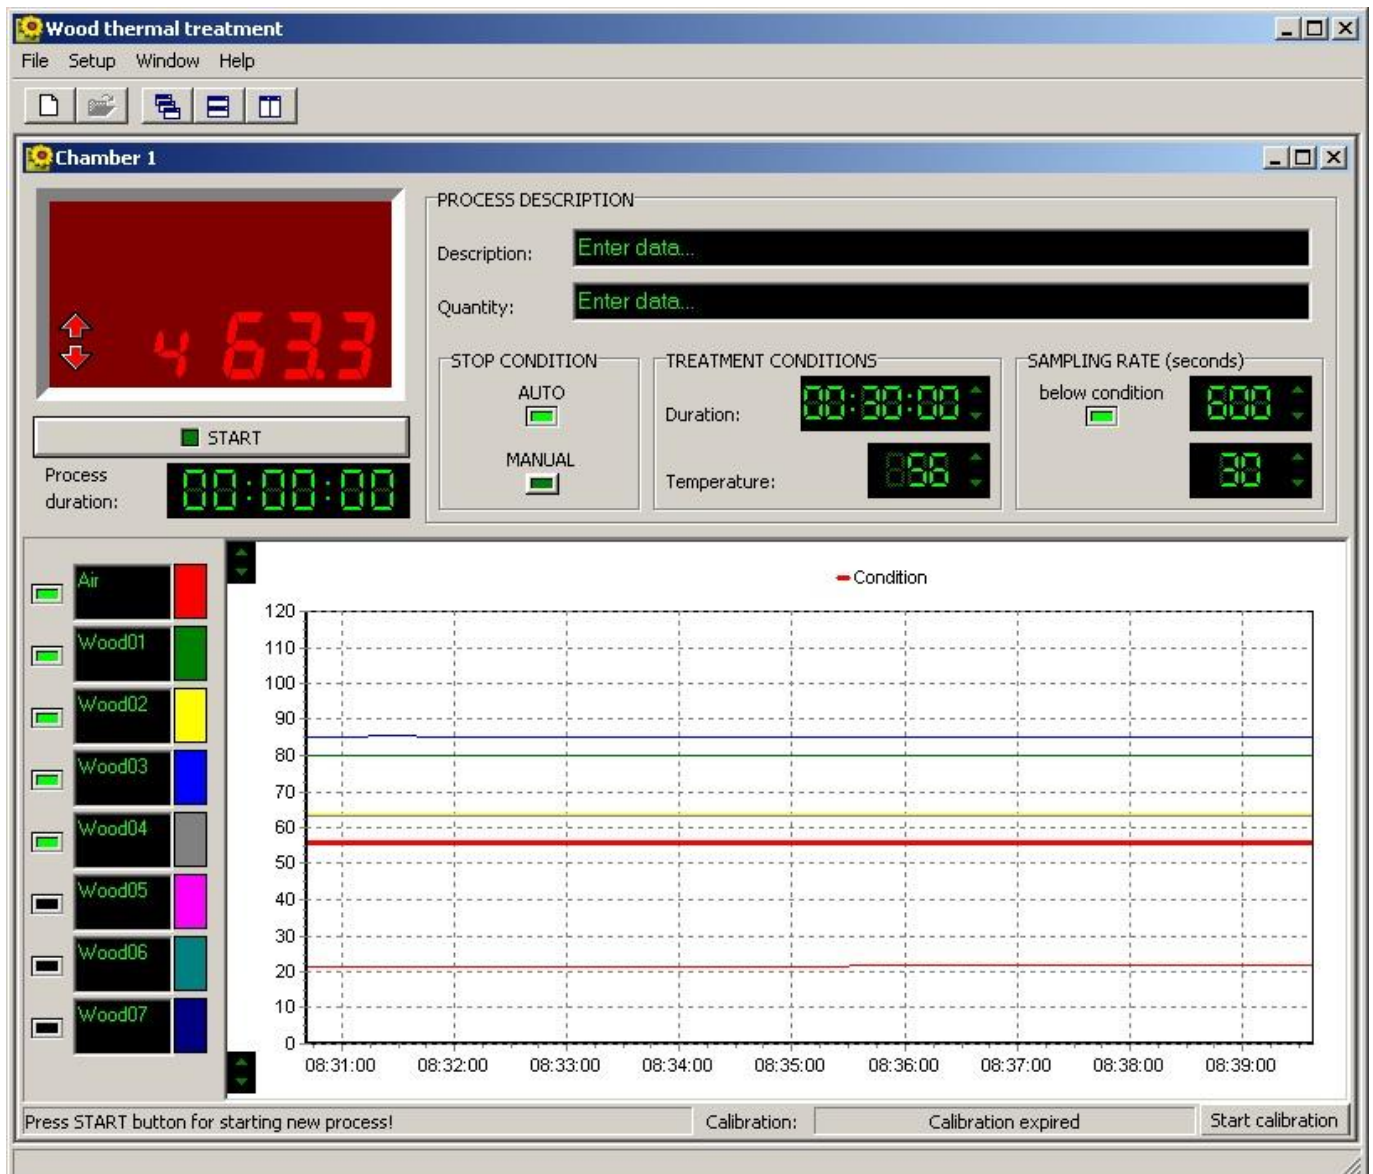 Wood thermal treatment
File Setup Window Help
Chamber 1
4 63.3
START
Process
duration:
00:00:00
PROCESS DESCRIPTION
Description:
Enter data...
Quantity:
Enter data...
STOP CONDITION
AUTO
MANUAL
TREATMENT CONDITIONS
Duration:
00:30:00
Temperature:
56
SAMPLING RATE (seconds)
below condition
600
30
Air
Wood01
Wood02
Wood03
Wood04
Wood05
Wood06
Wood07
Condition
120
110
100
90
80
70
60
50
40
30
20
10
0
08:31:00 08:32:00 08:33:00 08:34:00 08:35:00 08:36:00 08:37:00 08:38:00 08:39:00
Press START button for starting new process! Calibration: Calibration expired Start calibration